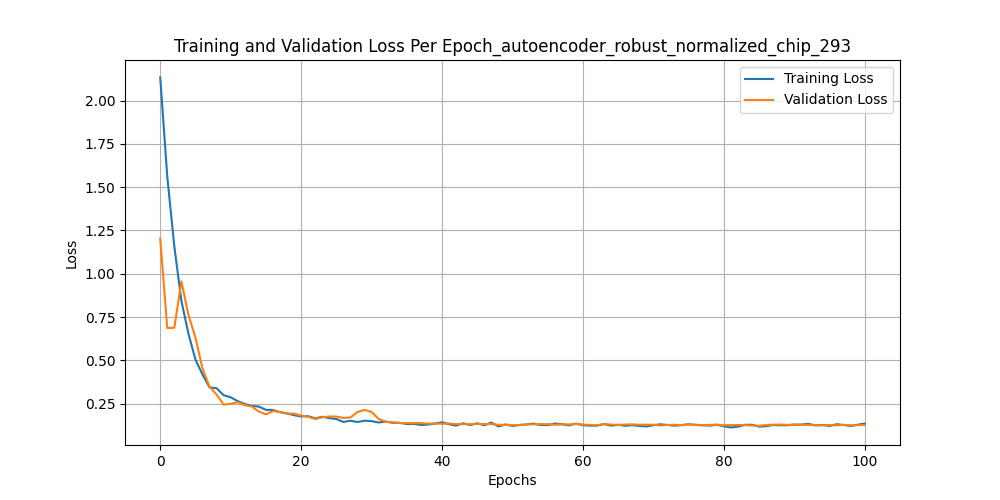 Training and Validation Loss Per Epoch_autoencoder_robust_normalized_chip_293
Training Loss
Validation Loss
2.00
1.75
1.50
1.25
1.00
0.75
0.50
0.25
Loss
0 20 40 60 80 100
Epochs